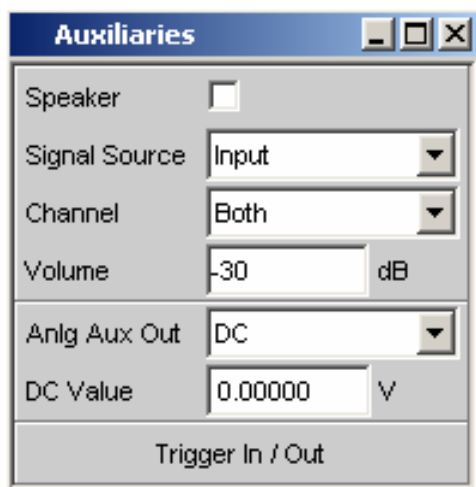 Auxiliaries
Speaker
Signal Source Input
Channel Both
Volume -30 dB
Anlg Aux Out DC
DC Value 0.00000 V
Trigger In / Out